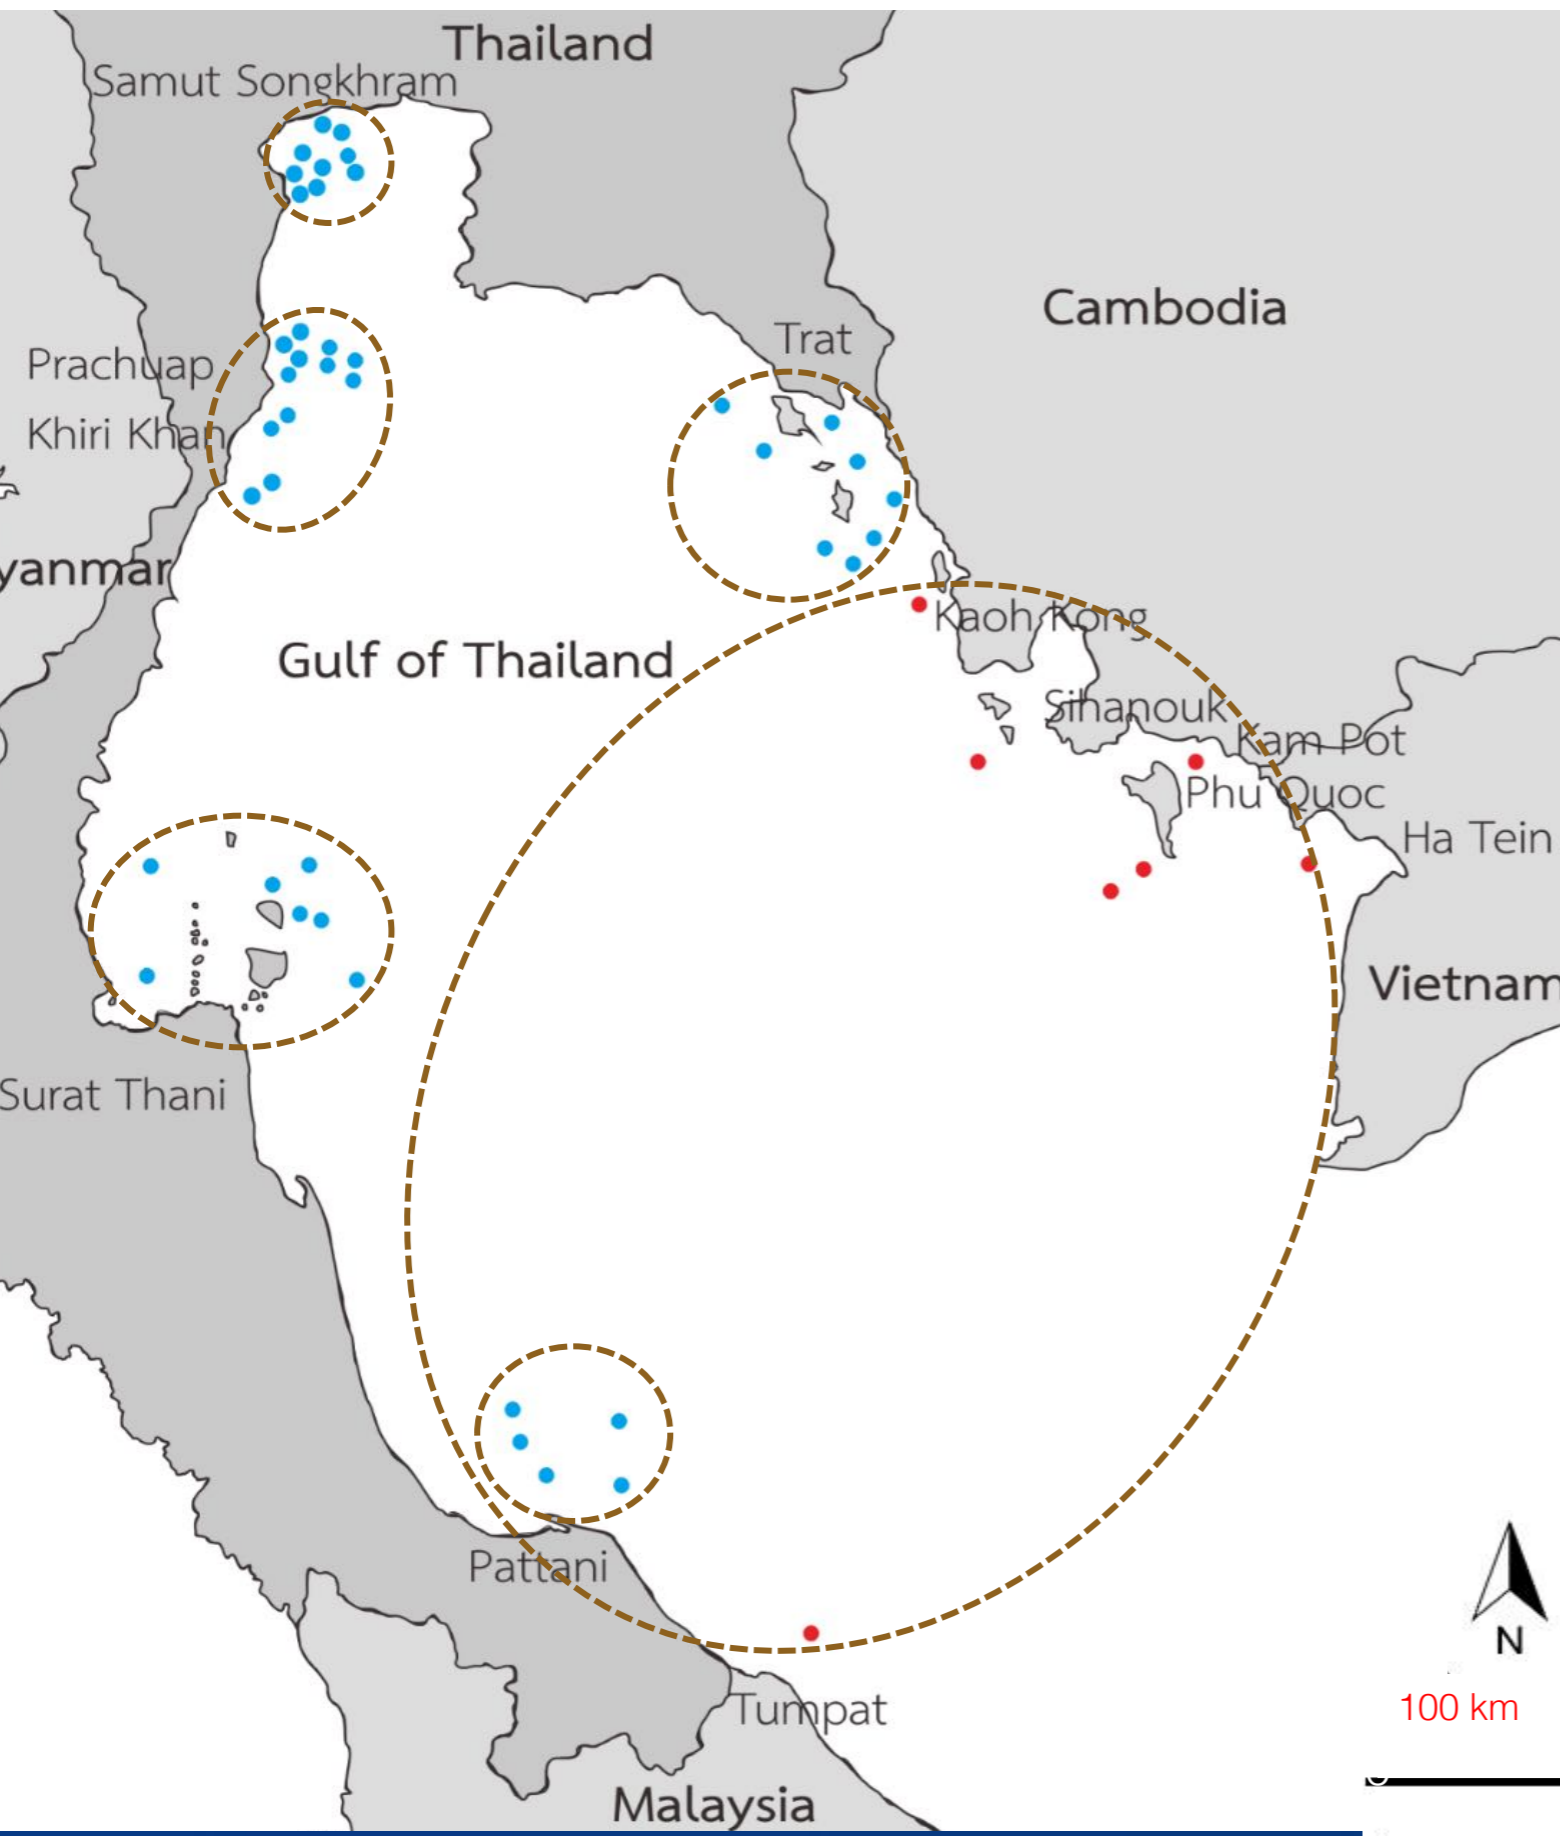 Thailand
Samut Songkhram
Cambodia
Trat
Prachuap
Khiri Khan
yanmar
Kaoh Kong
Gulf of Thailand
Sihanouk
Kam Pot
Phu Quoc
Ha Tein
Vietnam
Surat Thani
Pattani
N
100 km
Tumpat
Malaysia